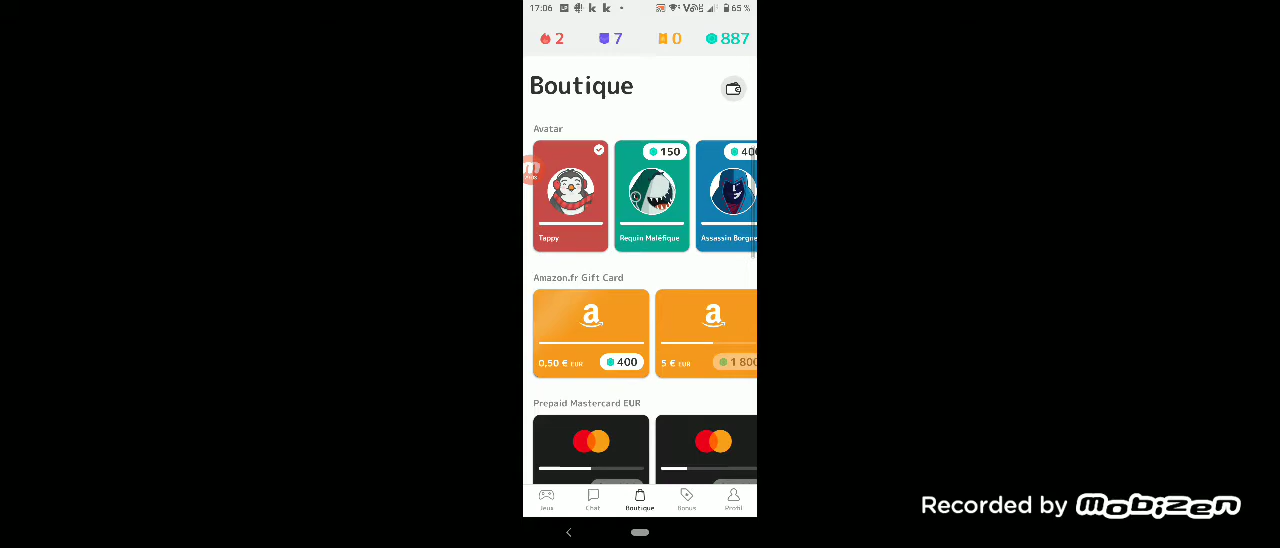 17:06
65 %
2
7
0
887
Boutique
Avatar
150
Tappy
Requin Maléfique
Assassin Borgne
Amazon.fr Gift Card
0,50 € EUR
400
5 € EUR
1 800
Prepaid Mastercard EUR
Jeux
Chat
Boutique
Bonus
Profil
Recorded by mobizen